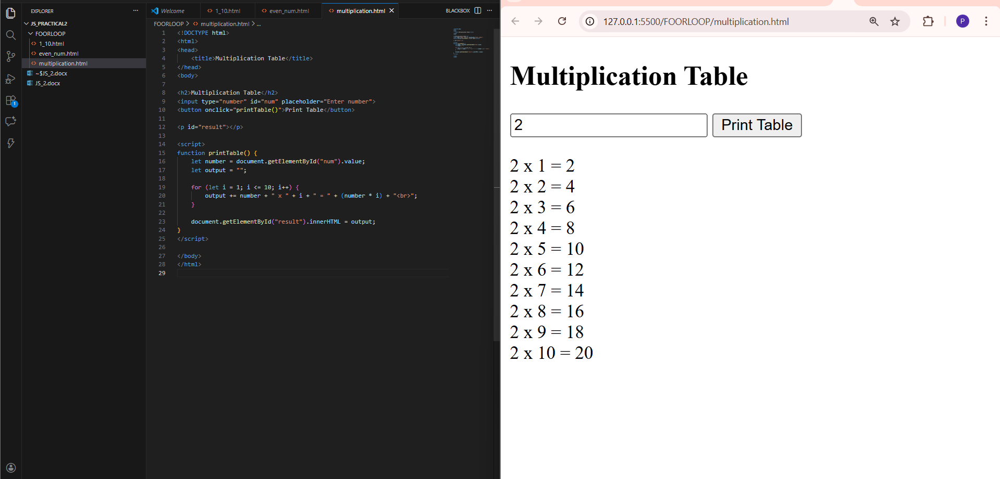 EXPLORER
JS_PRACTICAL2
FOORLOOP
1_10.html
even_num.html
multiplication.html
~$JS_2.docx
JS_2.docx
1
Welcome
1_10.html
even_num.html
multiplication.html
BLACKBOX
FOORLOOP > multiplication.html > ...
1 <!DOCTYPE html>
2 <html>
3 <head>
4     <title>Multiplication Table</title>
5 </head>
6 <body>
7
8 <h2>Multiplication Table</h2>
9 <input type="number" id="num" placeholder="Enter number">
10 <button onclick="printTable()">Print Table</button>
11
12 <p id="result"></p>
13
14 <script>
15 function printTable() {
16     let number = document.getElementById("num").value;
17     let output = "";
18
19     for (let i = 1; i <= 10; i++) {
20         output += number + " x " + i + " = " + (number * i) + "<br>";
21     }
22
23     document.getElementById("result").innerHTML = output;
24 }
25 </script>
26
27 </body>
28 </html>
29
127.0.0.1:5500/FOORLOOP/multiplication.html
P
Multiplication Table
2
Print Table
2 x 1 = 2
2 x 2 = 4
2 x 3 = 6
2 x 4 = 8
2 x 5 = 10
2 x 6 = 12
2 x 7 = 14
2 x 8 = 16
2 x 9 = 18
2 x 10 = 20